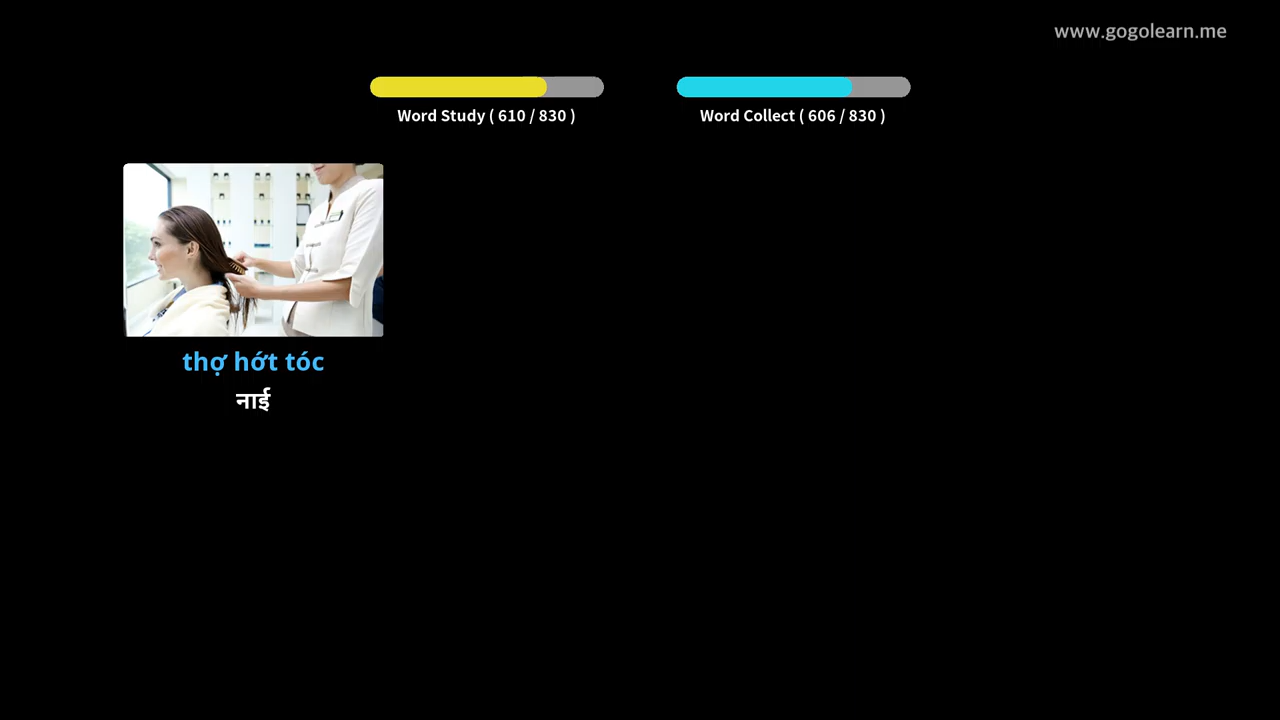 www.gogolearn.me
Word Study ( 610 / 830 )
Word Collect ( 606 / 830 )
thợ hớt tóc
नाई